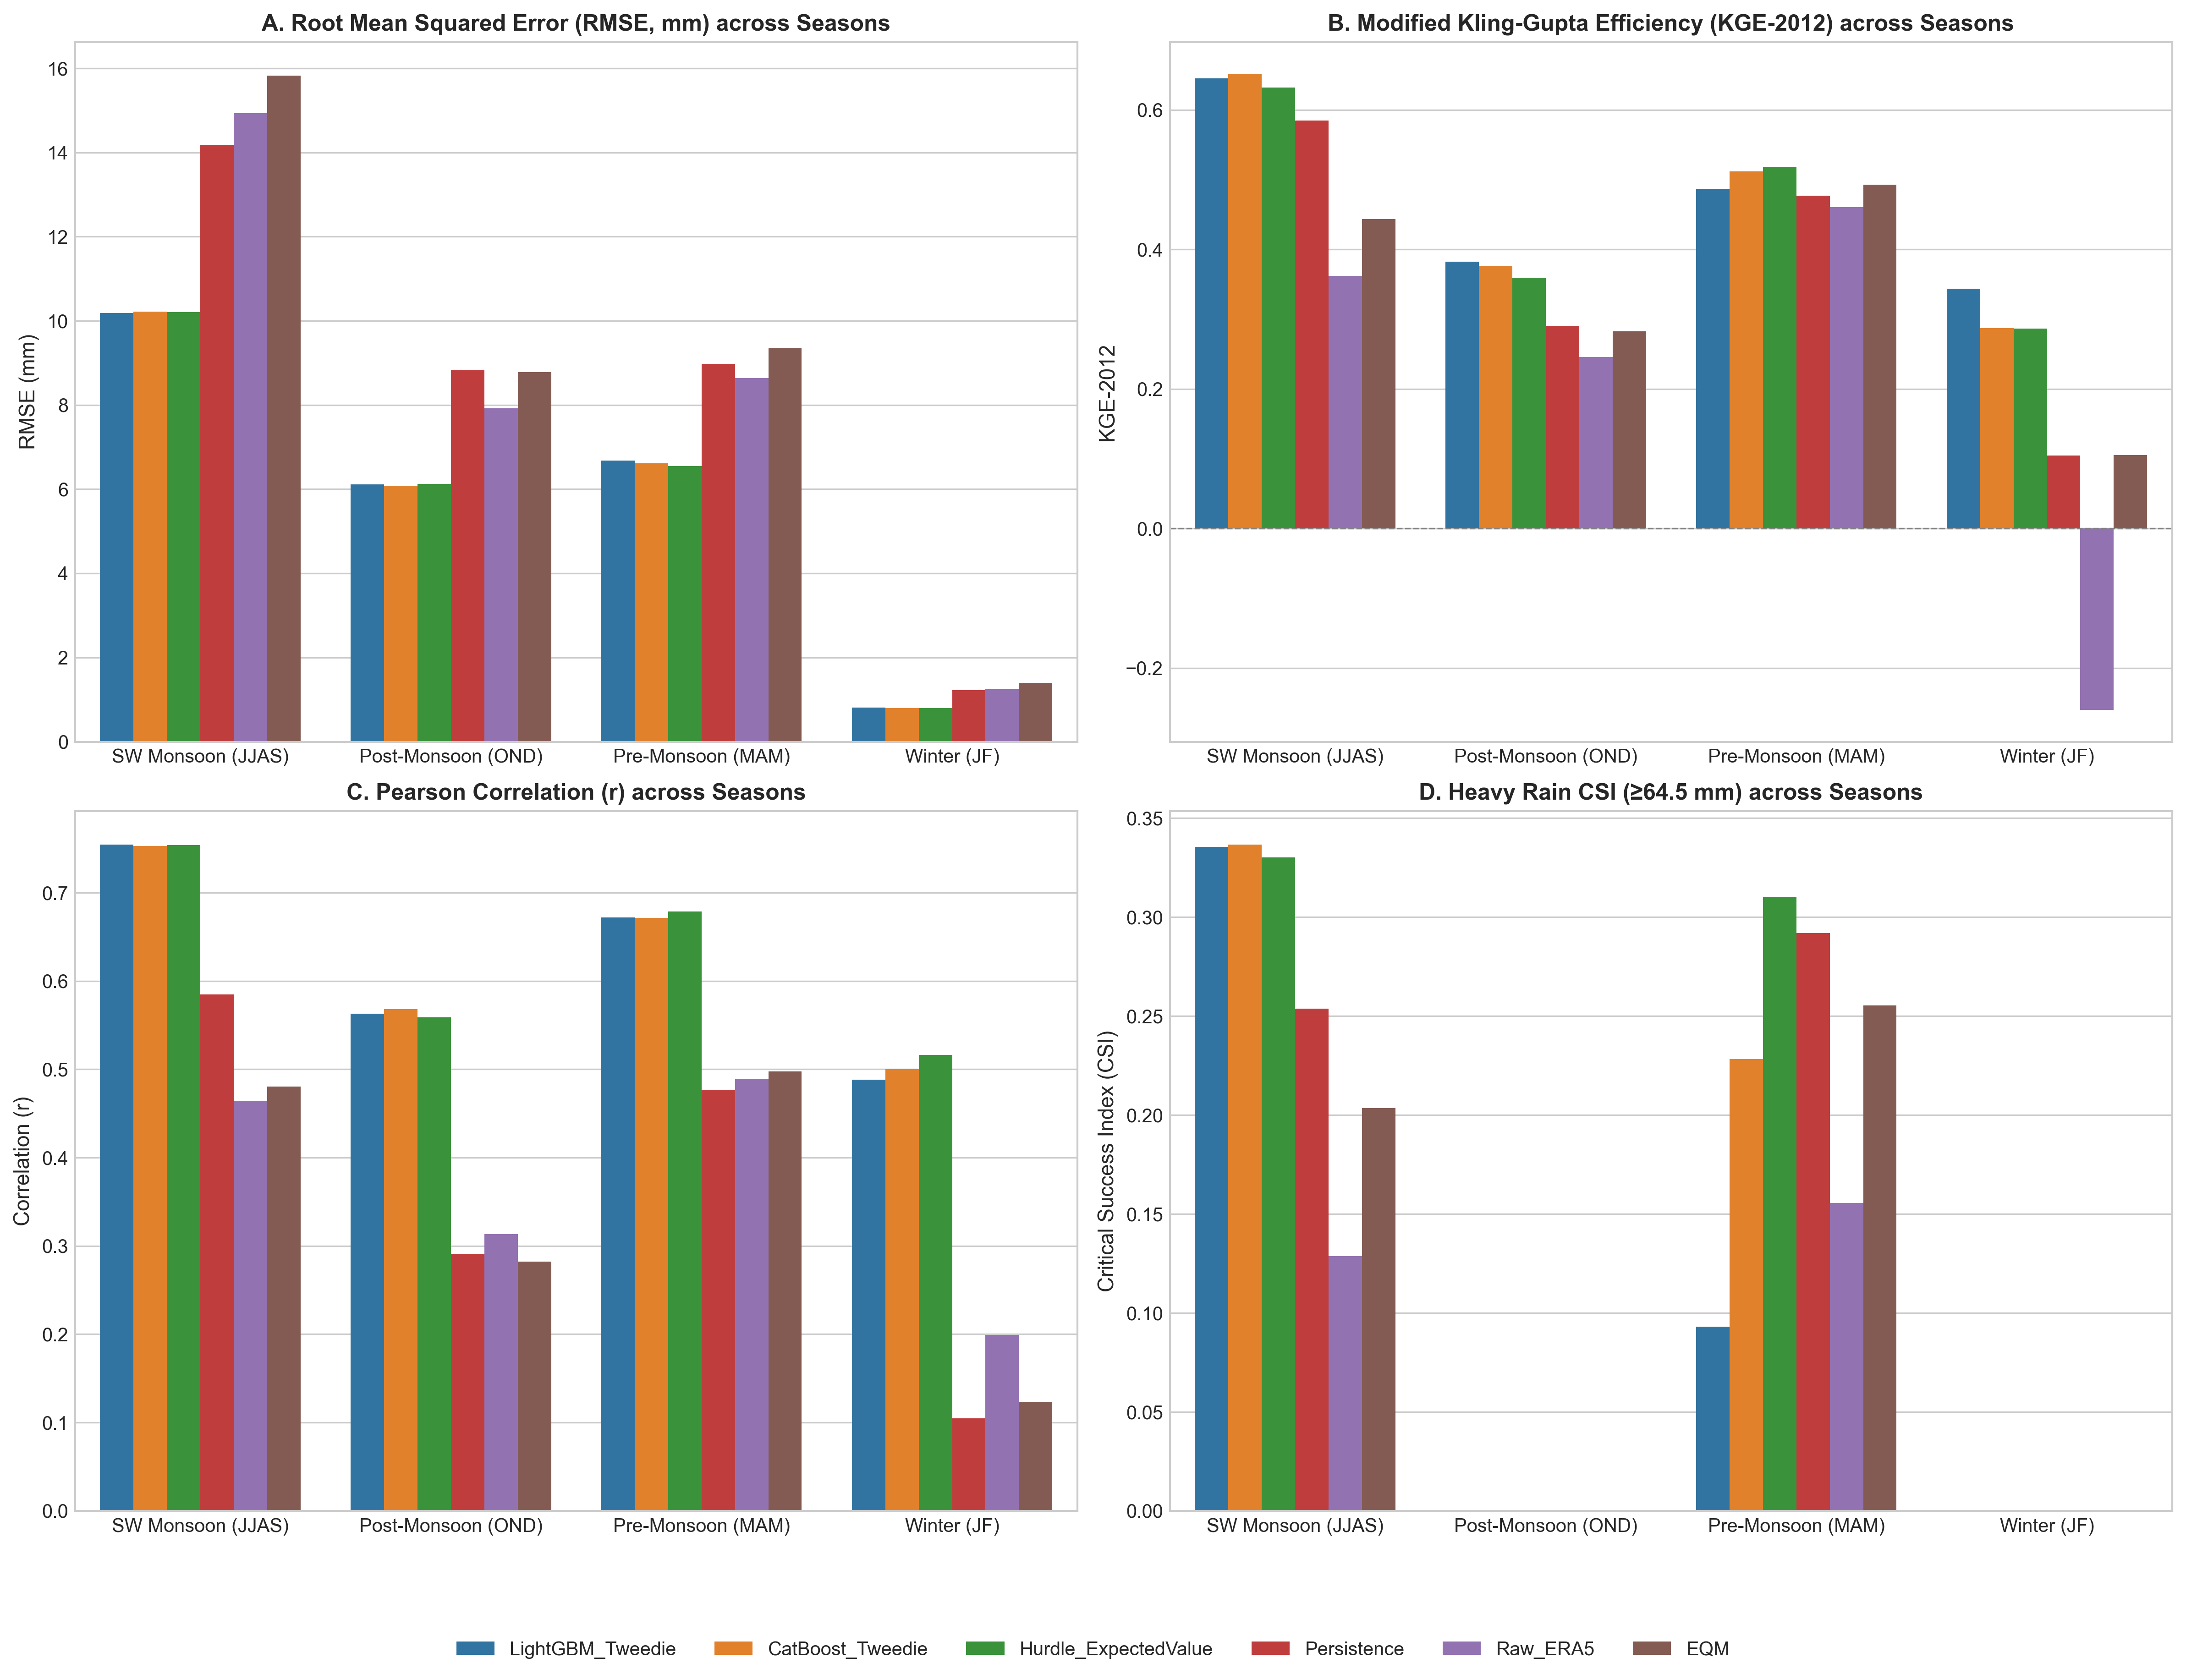 A. Root Mean Squared Error (RMSE, mm) across Seasons
16
14
12
10
8
6
4
2
0
RMSE (mm)
SW Monsoon (JJAS) Post-Monsoon (OND) Pre-Monsoon (MAM) Winter (JF)
B. Modified Kling-Gupta Efficiency (KGE-2012) across Seasons
0.6
0.4
0.2
0.0
−0.2
KGE-2012
SW Monsoon (JJAS) Post-Monsoon (OND) Pre-Monsoon (MAM) Winter (JF)
C. Pearson Correlation (r) across Seasons
0.7
0.6
0.5
0.4
0.3
0.2
0.1
0.0
Correlation (r)
SW Monsoon (JJAS) Post-Monsoon (OND) Pre-Monsoon (MAM) Winter (JF)
D. Heavy Rain CSI (≥64.5 mm) across Seasons
0.35
0.30
0.25
0.20
0.15
0.10
0.05
0.00
Critical Success Index (CSI)
SW Monsoon (JJAS) Post-Monsoon (OND) Pre-Monsoon (MAM) Winter (JF)
LightGBM_Tweedie CatBoost_Tweedie Hurdle_ExpectedValue Persistence Raw_ERA5 EQM